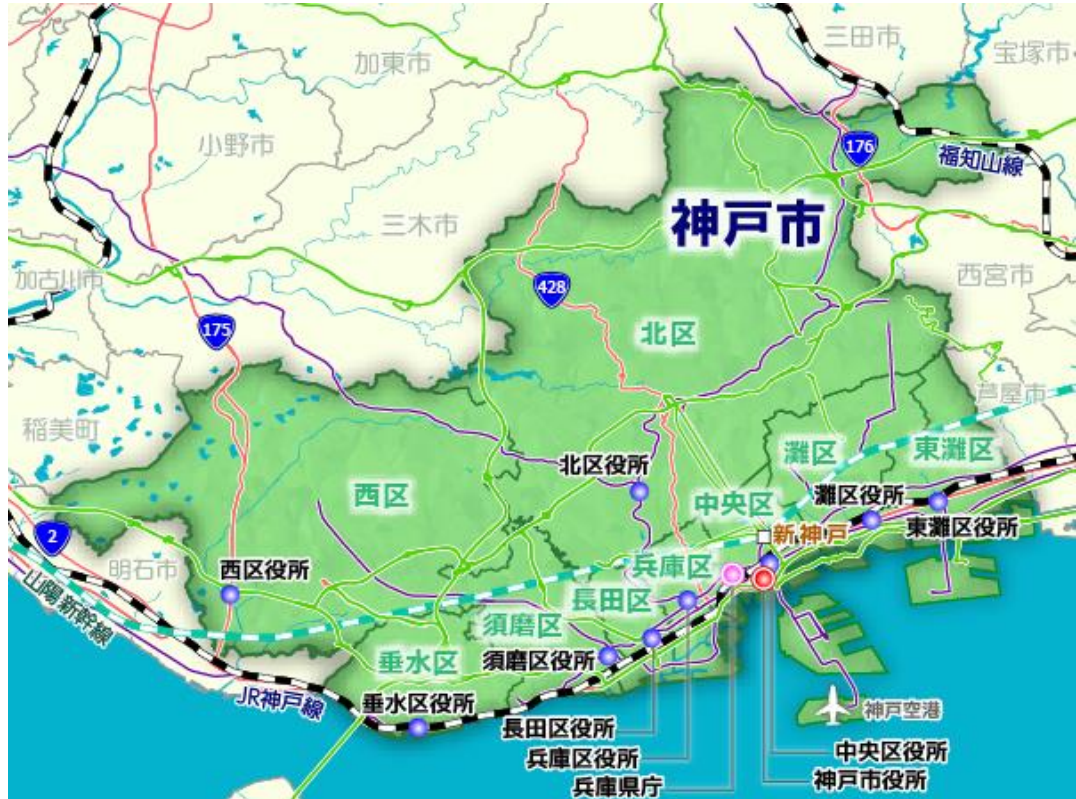 三田市
宝塚市
加東市
小野市
176
福知山線
三木市
神戸市
加古川市
西宮市
428
175
北区
芦屋市
稲美町
灘区
東灘区
北区役所
西区
中央区
灘区役所
2
新神戸
東灘区役所
明石市
西区役所
兵庫区
山陽新幹線
長田区
須磨区
垂水区
須磨区役所
JR神戸線
垂水区役所
神戸空港
長田区役所
兵庫区役所
中央区役所
兵庫県庁
神戸市役所